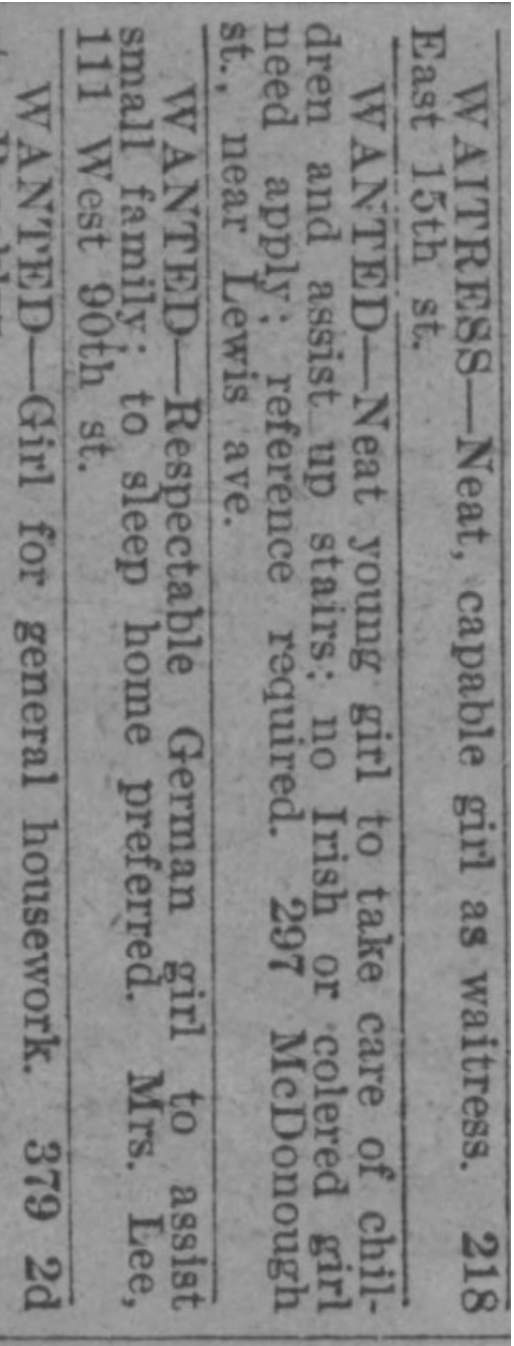 WAITRESS—Neat, capable girl as waitress. 218
East 15th st.
WANTED—Neat young girl to take care of chil-
dren and assist up stairs; no Irish or colered girl
need apply; reference required. 297 McDonough
st., near Lewis ave.
WANTED—Respectable German girl to assist
small family; to sleep home preferred. Mrs. Lee,
111 West 90th st.
WANTED—Girl for general housework. 379 2d